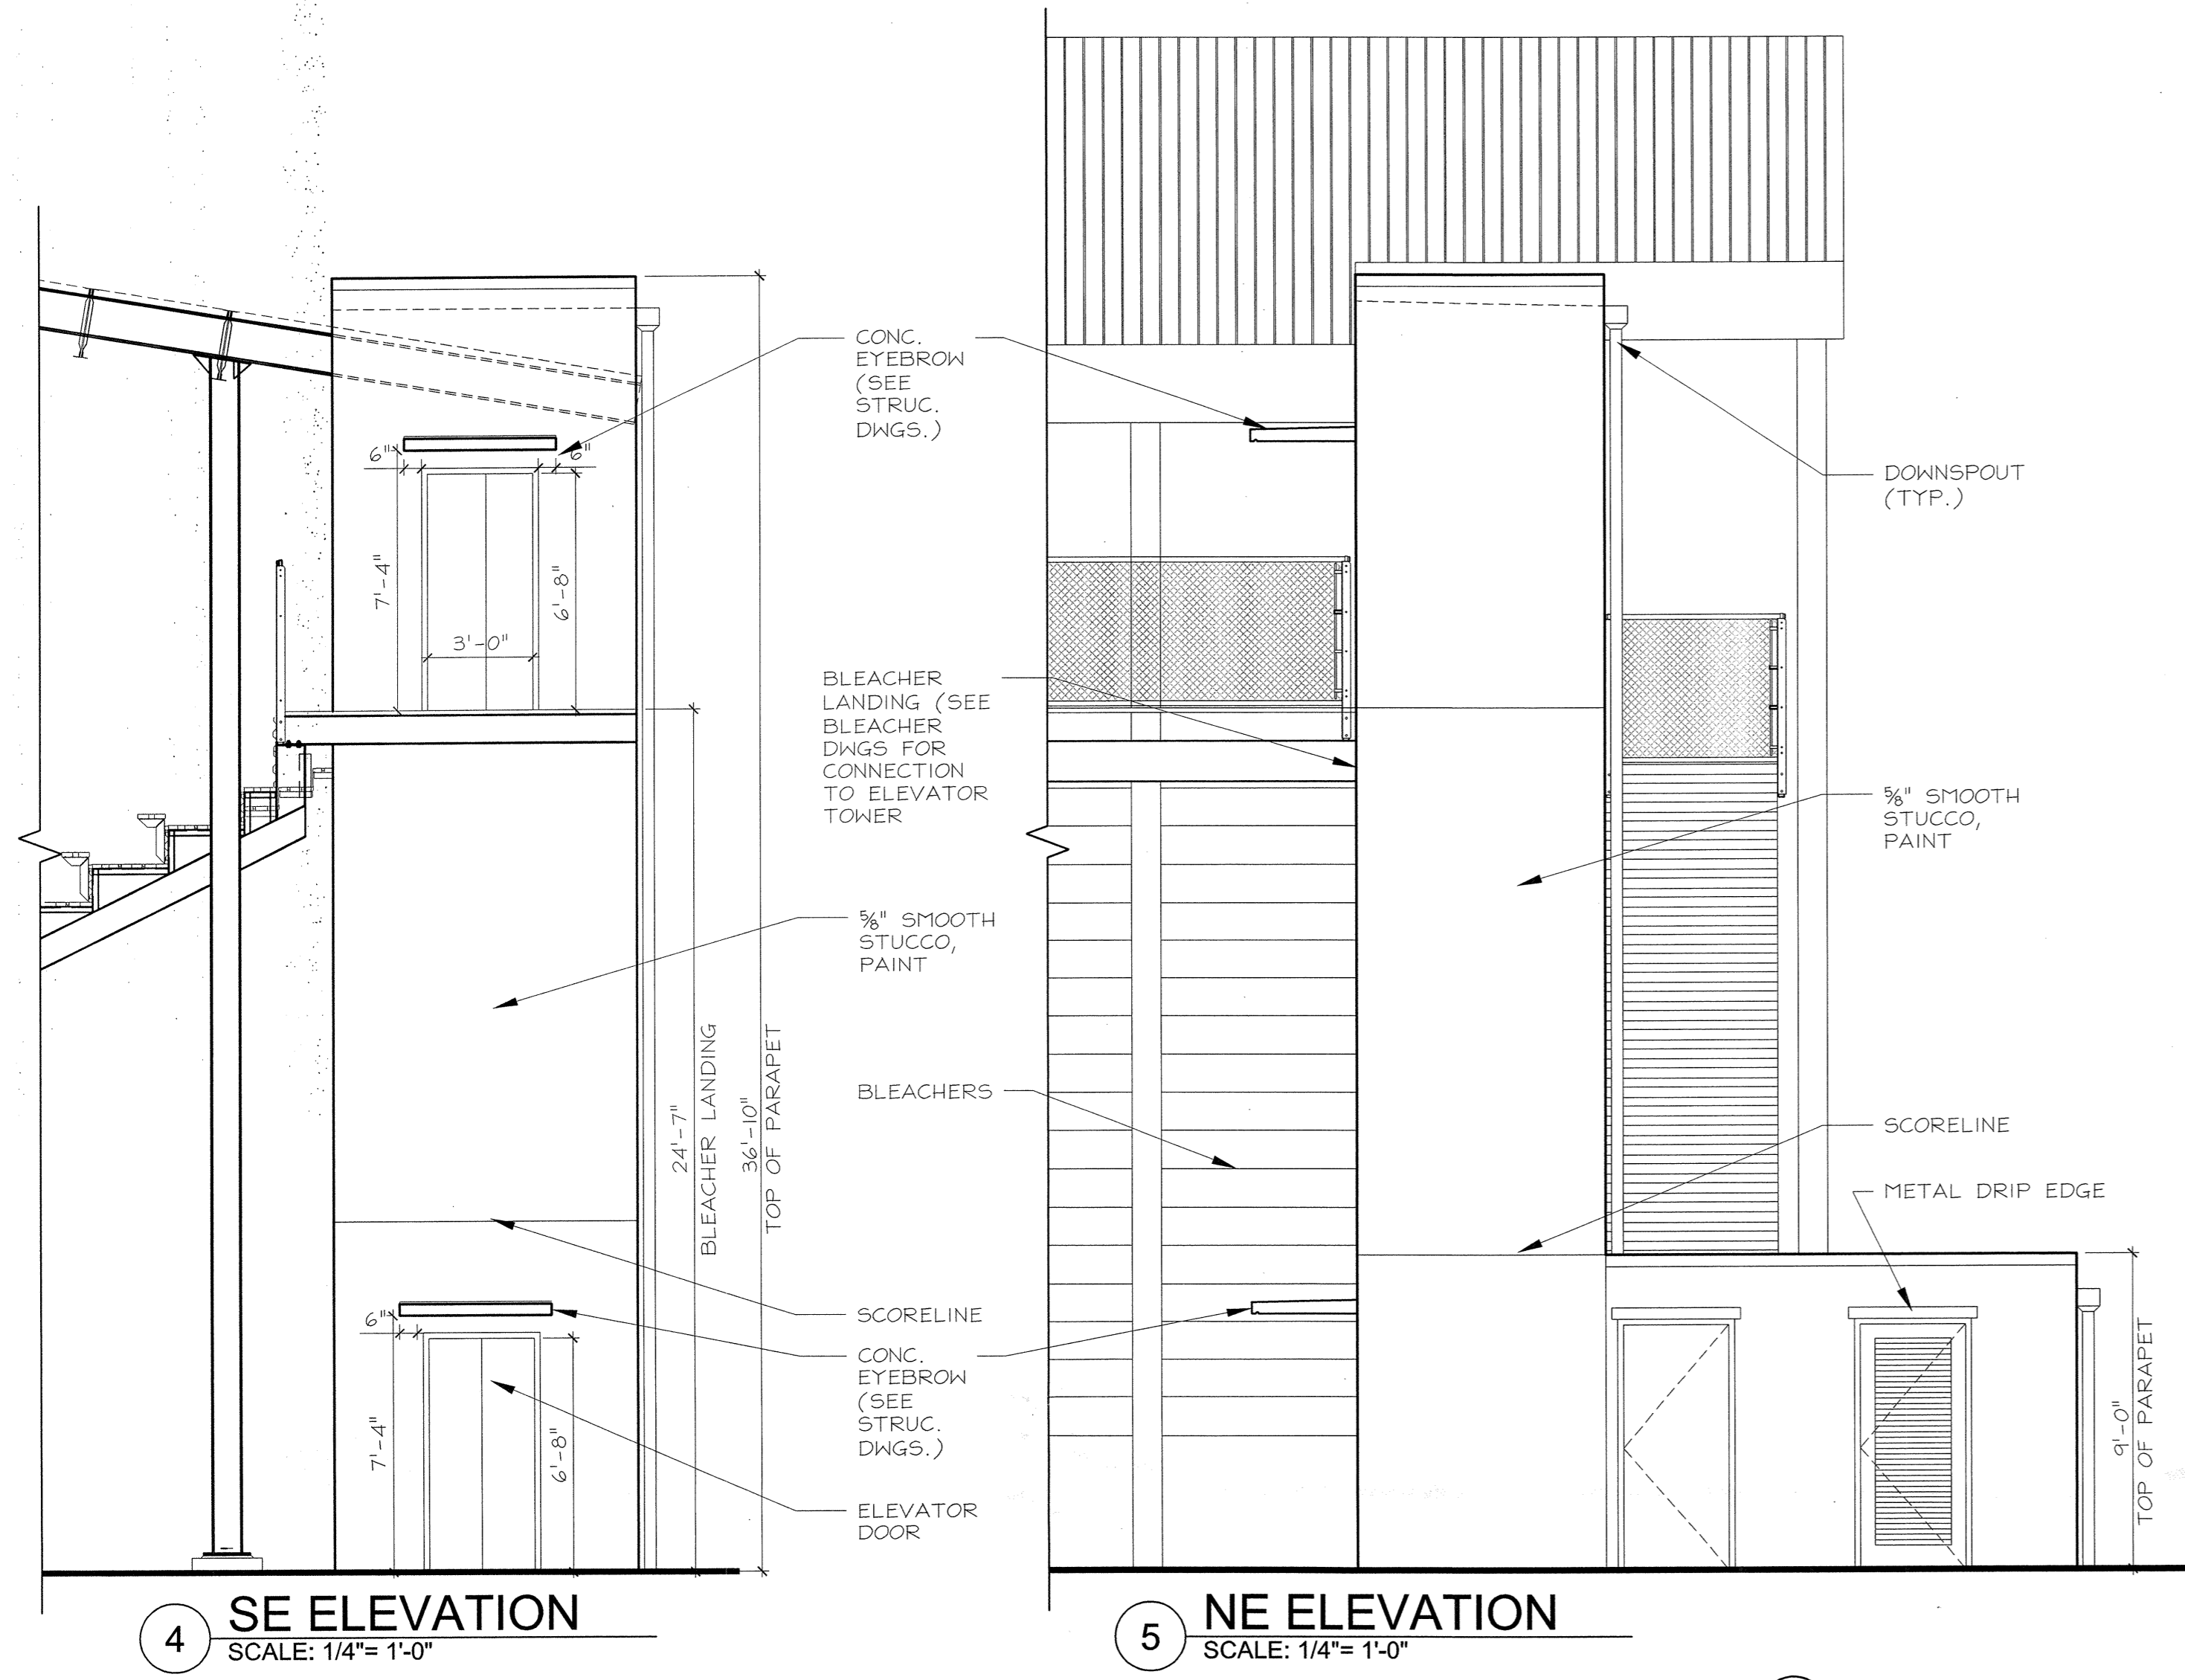 CONC.
EYEBROW
(SEE
STRUC.
DWGS.)
6"
6"
7'-4"
6'-8"
3'-0"
BLEACHER
LANDING (SEE
BLEACHER
DWGS FOR
CONNECTION
TO ELEVATOR
TOWER
5/8" SMOOTH
STUCCO,
PAINT
24'-7"
BLEACHER LANDING
36'-10"
TOP OF PARAPET
BLEACHERS
SCORELINE
CONC.
EYEBROW
(SEE
STRUC.
DWGS.)
6"
7'-4"
6'-8"
ELEVATOR
DOOR
4
SE ELEVATION
SCALE: 1/4"= 1'-0"
DOWNSPOUT
(TYP.)
5/8" SMOOTH
STUCCO,
PAINT
SCORELINE
METAL DRIP EDGE
9'-0"
TOP OF PARAPET
5
NE ELEVATION
SCALE: 1/4"= 1'-0"